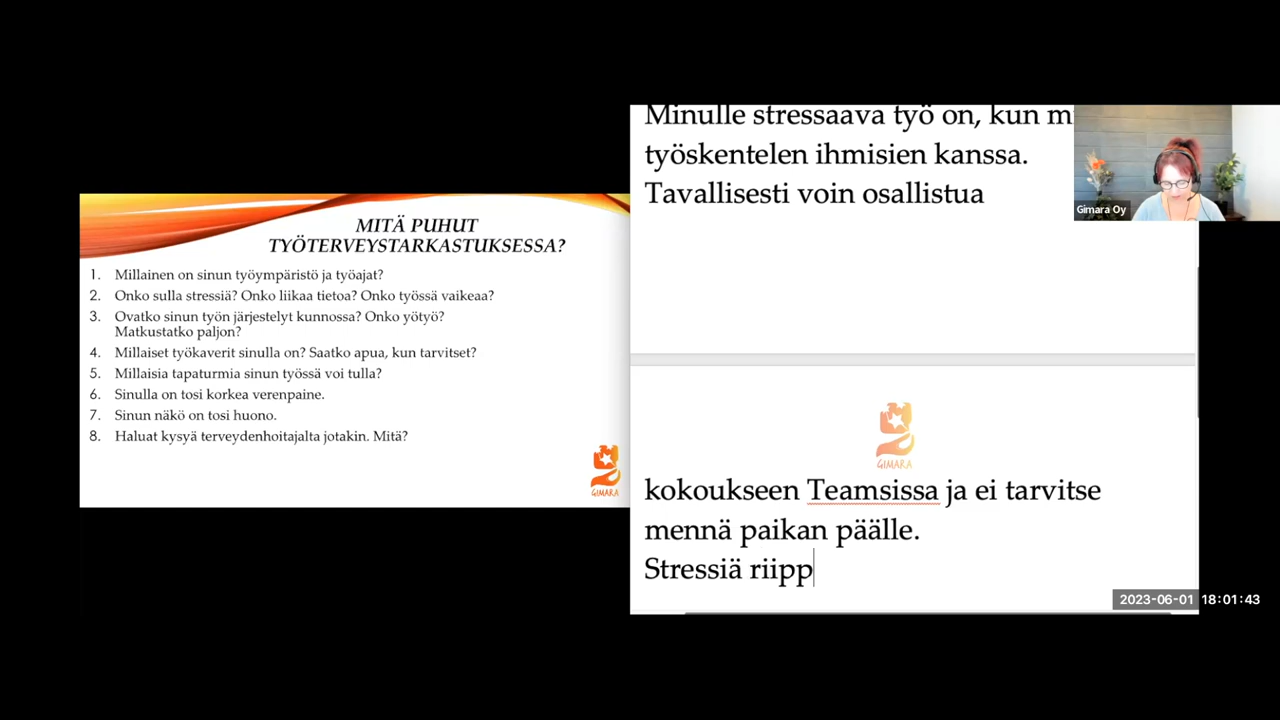 MITÄ PUHUT
TYÖTERVEYSTARKASTUKSESSA?
1. Millainen on sinun työympäristö ja työajat?
2. Onko sulla stressiä? Onko liikaa tietoa? Onko työssä vaikeaa?
3. Ovatko sinun työn järjestelyt kunnossa? Onko yötyö?
Matkustatko paljon?
4. Millaiset työkaverit sinulla on? Saatko apua, kun tarvitset?
5. Millaisia tapaturmia sinun työssä voi tulla?
6. Sinulla on tosi korkea verenpaine.
7. Sinun näkö on tosi huono.
8. Haluat kysyä terveydenhoitajalta jotakin. Mitä?
GIMARA
Minulle stressaava työ on, kun
työskentelen ihmisien kanssa.
Tavallisesti voin osallistua
GIMARA
kokoukseen Teamsissa ja ei tarvitse
mennä paikan päälle.
Stressiä riipp
Gimara Oy
2023-06-01 18:01:43